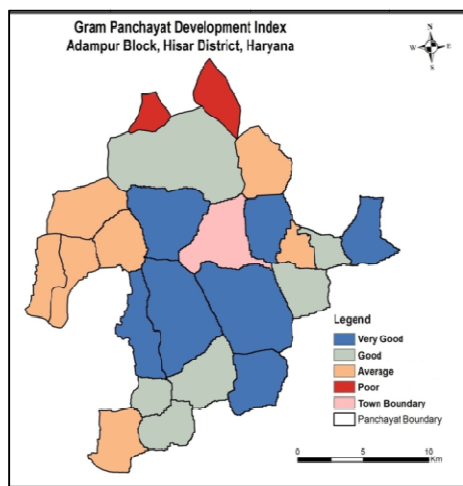 Gram Panchayat Development Index
Adampur Block, Hisar District, Haryana
N
W E
S
Legend
Very Good
Good
Average
Poor
Town Boundary
Panchayat Boundary
0 5 10
Km